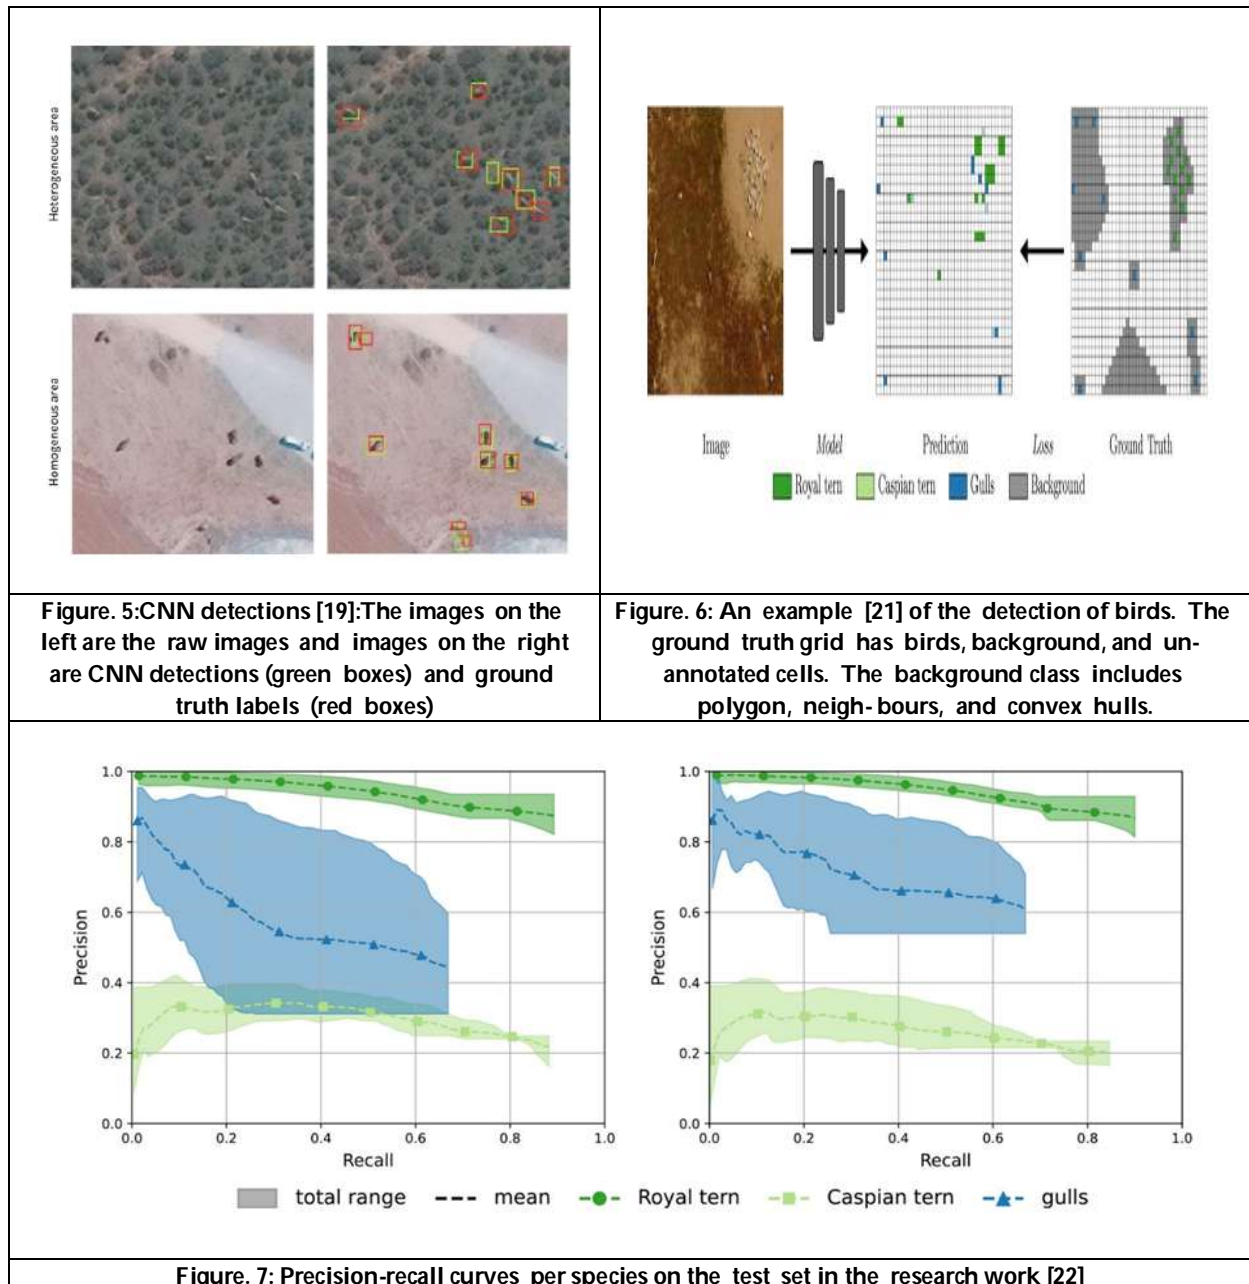 Heterogeneous area
Homogeneous area
Image
Model
Prediction
Loss
Ground Truth
Royal tern
Caspian tern
Gulls
Background
Figure. 5:CNN detections [19]:The images on the
left are the raw images and images on the right
are CNN detections (green boxes) and ground
truth labels (red boxes)
Figure. 6: An example [21] of the detection of birds. The
ground truth grid has birds, background, and un-
annotated cells. The background class includes
polygon, neigh- bours, and convex hulls.
1.0
0.8
0.6
0.4
0.2
0.0
Precision
0.0 0.2 0.4 0.6 0.8 1.0
Recall
1.0
0.8
0.6
0.4
0.2
0.0
Precision
0.0 0.2 0.4 0.6 0.8 1.0
Recall
total range
mean
Royal tern
Caspian tern
gulls
Figure. 7: Precision-recall curves per species on the test set in the research work [22]